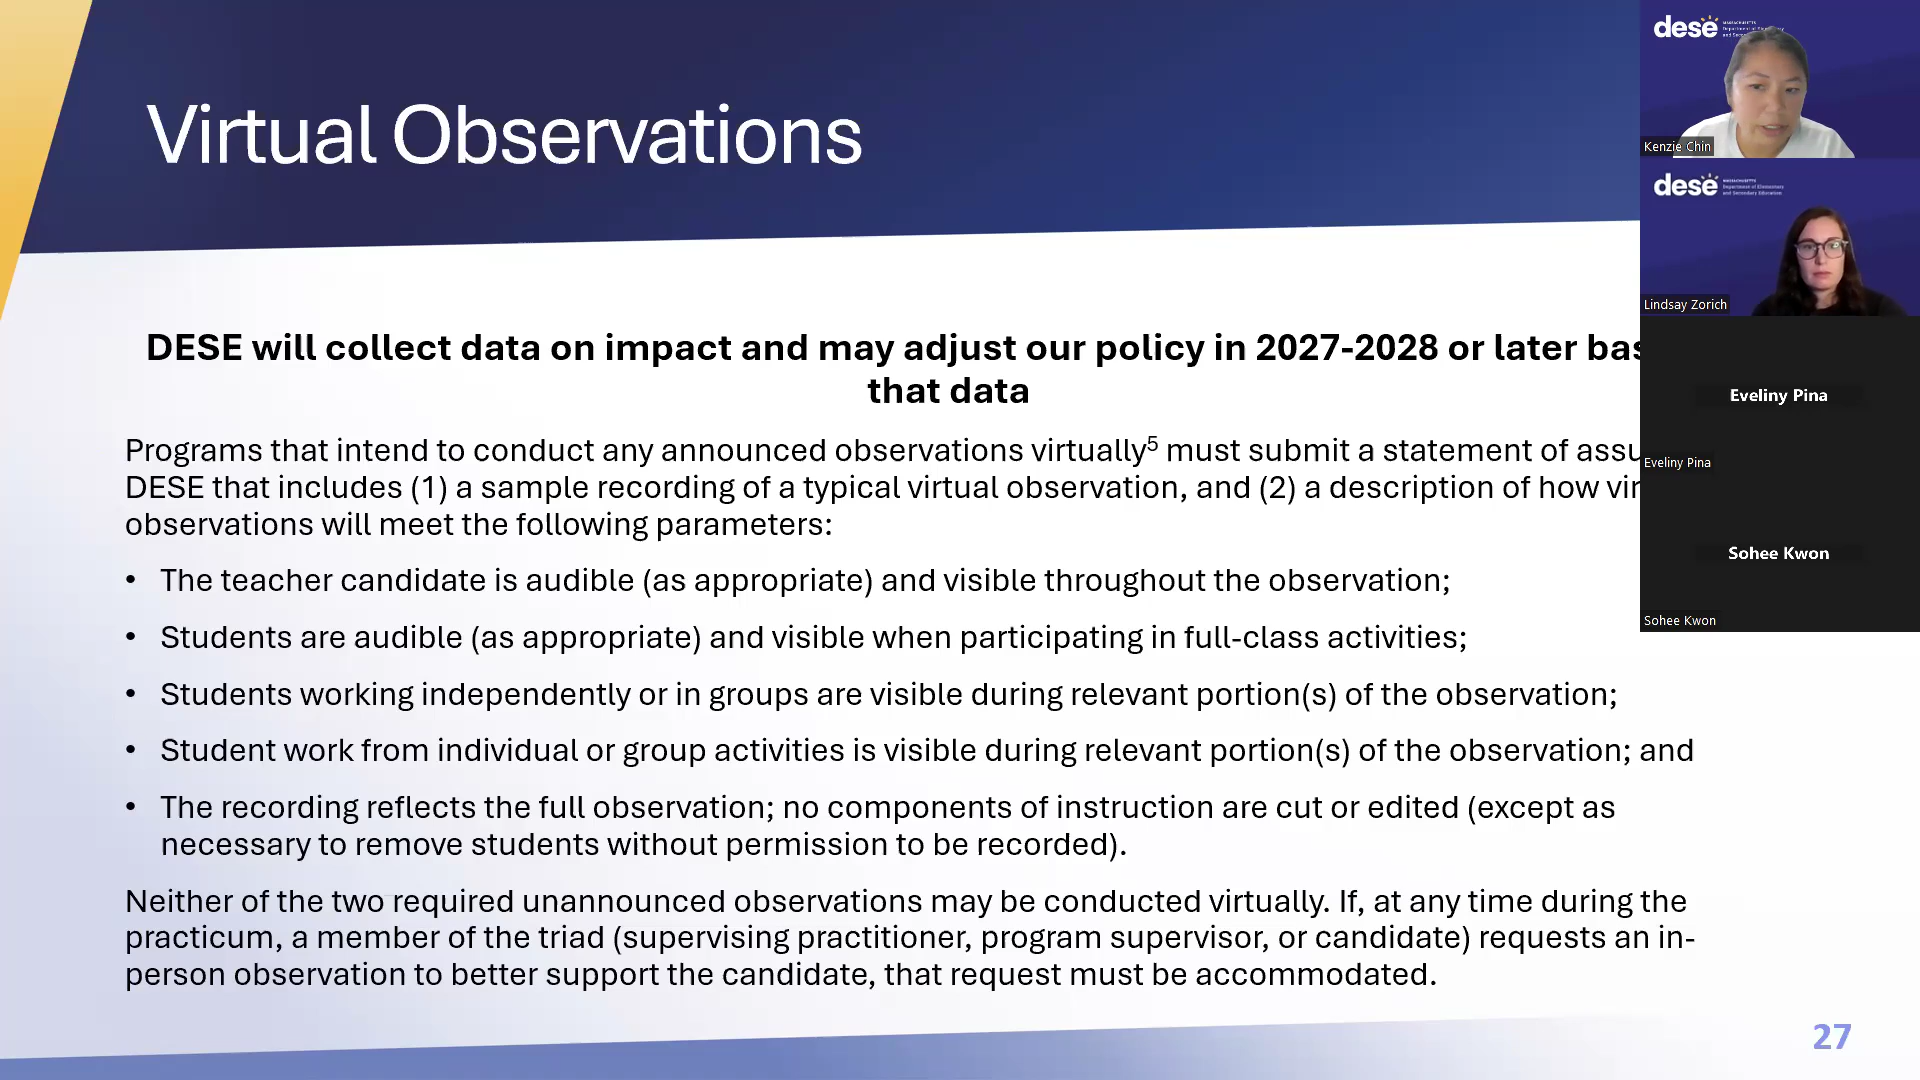 Virtual Observations
DESE will collect data on impact and may adjust our policy in 2027-2028 or later bas
that data
Programs that intend to conduct any announced observations virtually⁵ must submit a statement of assu
DESE that includes (1) a sample recording of a typical virtual observation, and (2) a description of how vir
observations will meet the following parameters:
• The teacher candidate is audible (as appropriate) and visible throughout the observation;
• Students are audible (as appropriate) and visible when participating in full-class activities;
• Students working independently or in groups are visible during relevant portion(s) of the observation;
• Student work from individual or group activities is visible during relevant portion(s) of the observation; and
• The recording reflects the full observation; no components of instruction are cut or edited (except as
necessary to remove students without permission to be recorded).
Neither of the two required unannounced observations may be conducted virtually. If, at any time during the
practicum, a member of the triad (supervising practitioner, program supervisor, or candidate) requests an in-
person observation to better support the candidate, that request must be accommodated.
27
dese
Kenzie Chin
dese
MASSACHUSETTS
Department of Elementary
and Secondary Education
Lindsay Zorich
Eveliny Pina
Eveliny Pina
Sohee Kwon
Sohee Kwon